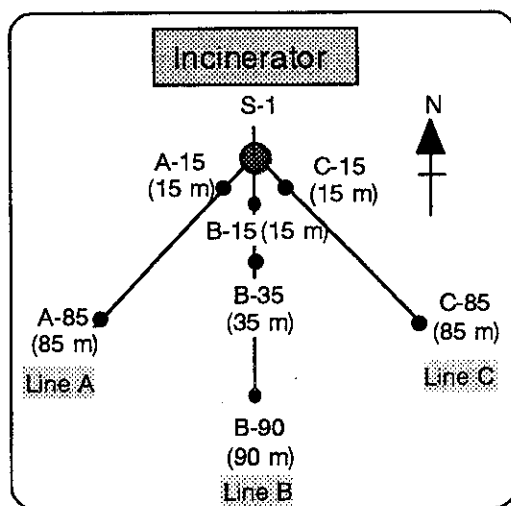 Incinerator
S-1
N
A-15
(15 m)
C-15
(15 m)
B-15 (15 m)
B-35
(35 m)
A-85
(85 m)
C-85
(85 m)
Line A
Line C
B-90
(90 m)
Line B